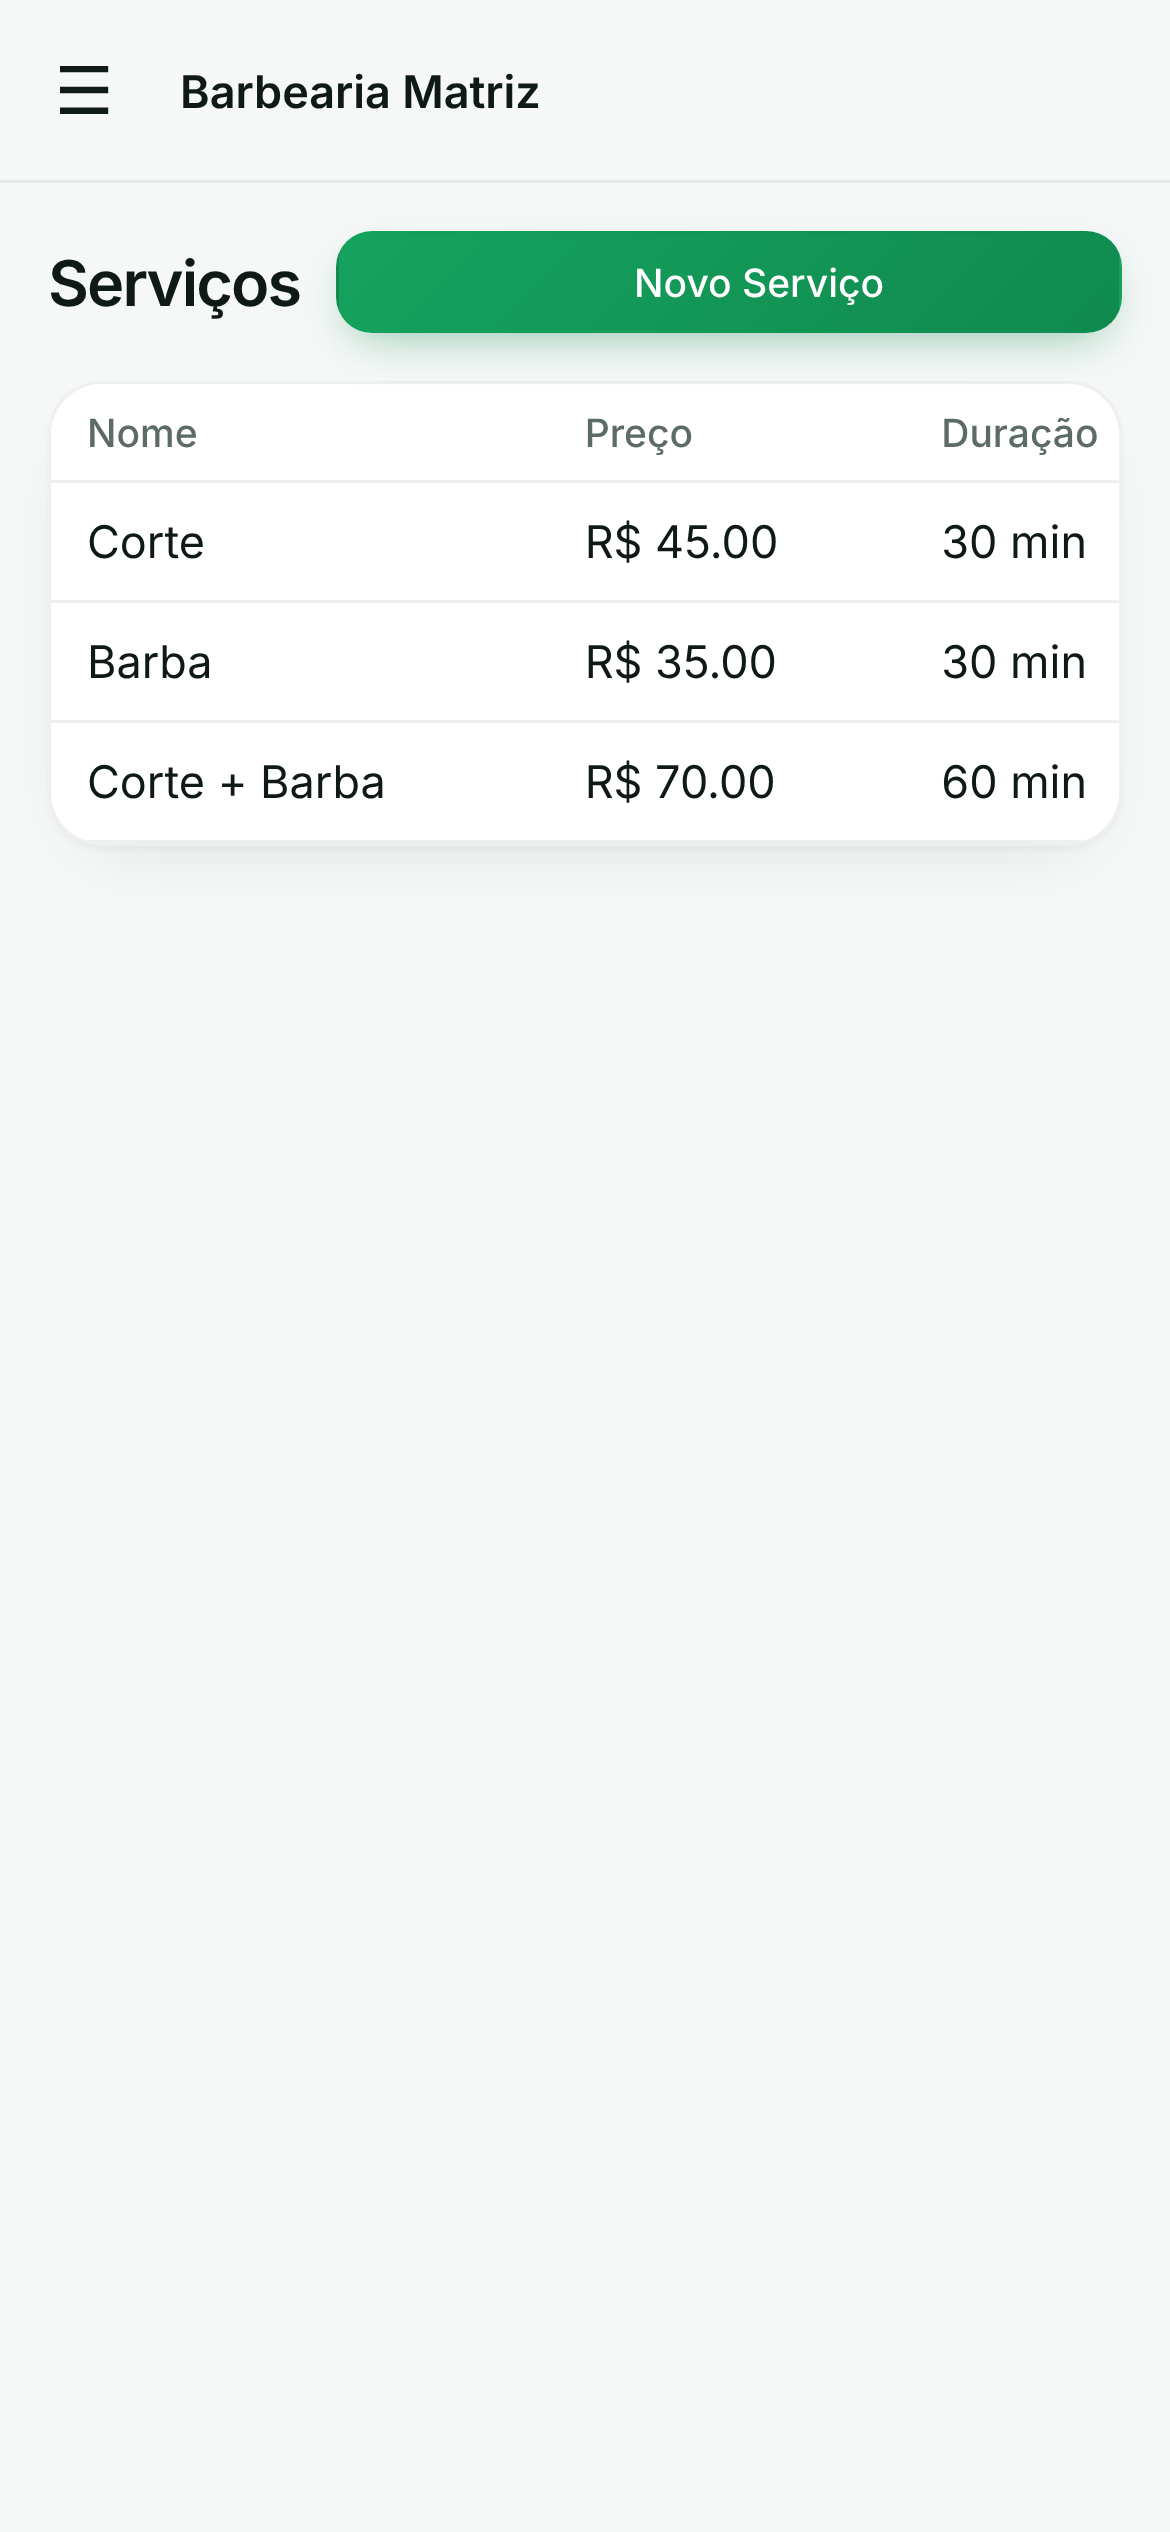 Barbearia Matriz
Serviços
Novo Serviço
Nome Preço Duração
Corte R$ 45.00 30 min
Barba R$ 35.00 30 min
Corte + Barba R$ 70.00 60 min